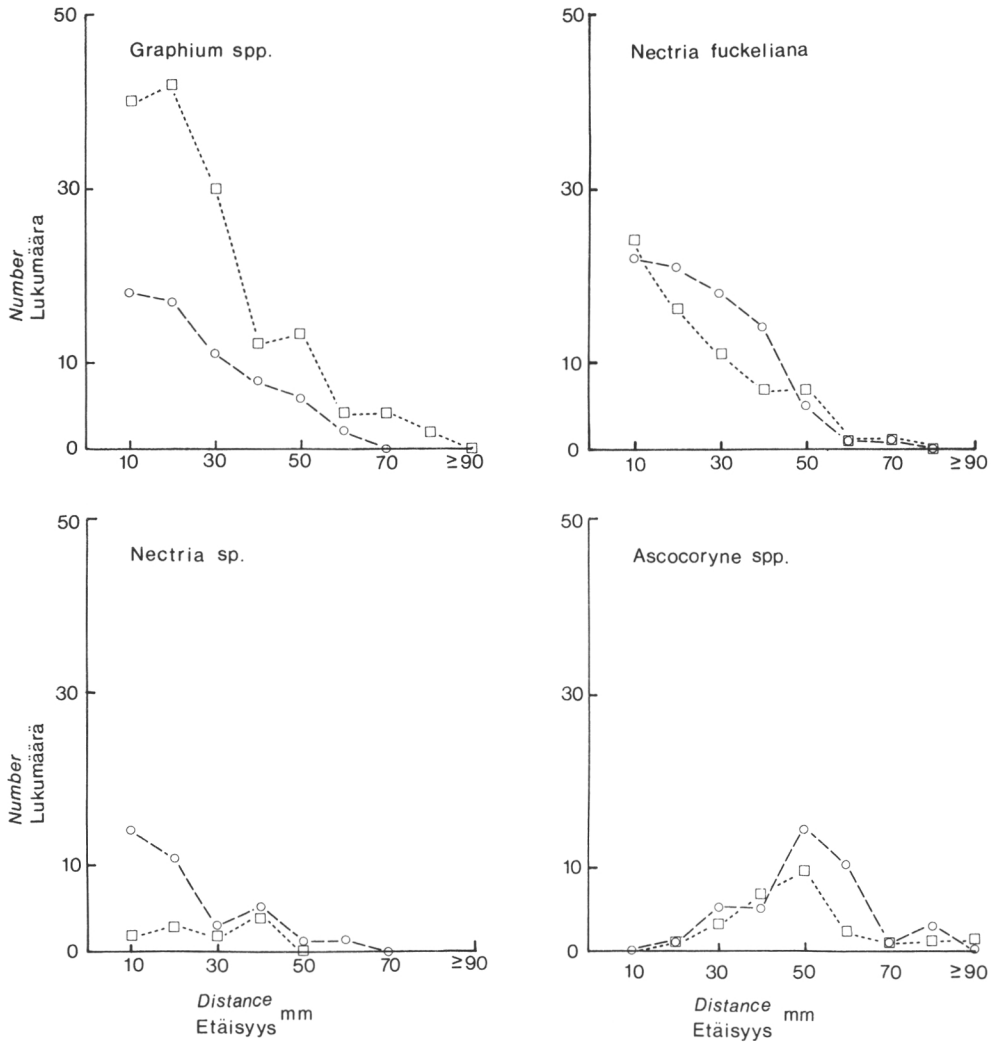 50
Graphium spp.
30
10
0
Number
Lukumäära
10 30 50 70 ≥90
50
Nectria fuckeliana
30
10
0
10 30 50 70 ≥90
50
Nectria sp.
30
10
0
Number
Lukumäärä
10 30 50 70 ≥90
Distance
Etäisyys mm
50
Ascocoryne spp.
30
10
0
10 30 50 70 ≥90
Distance
Etäisyys mm